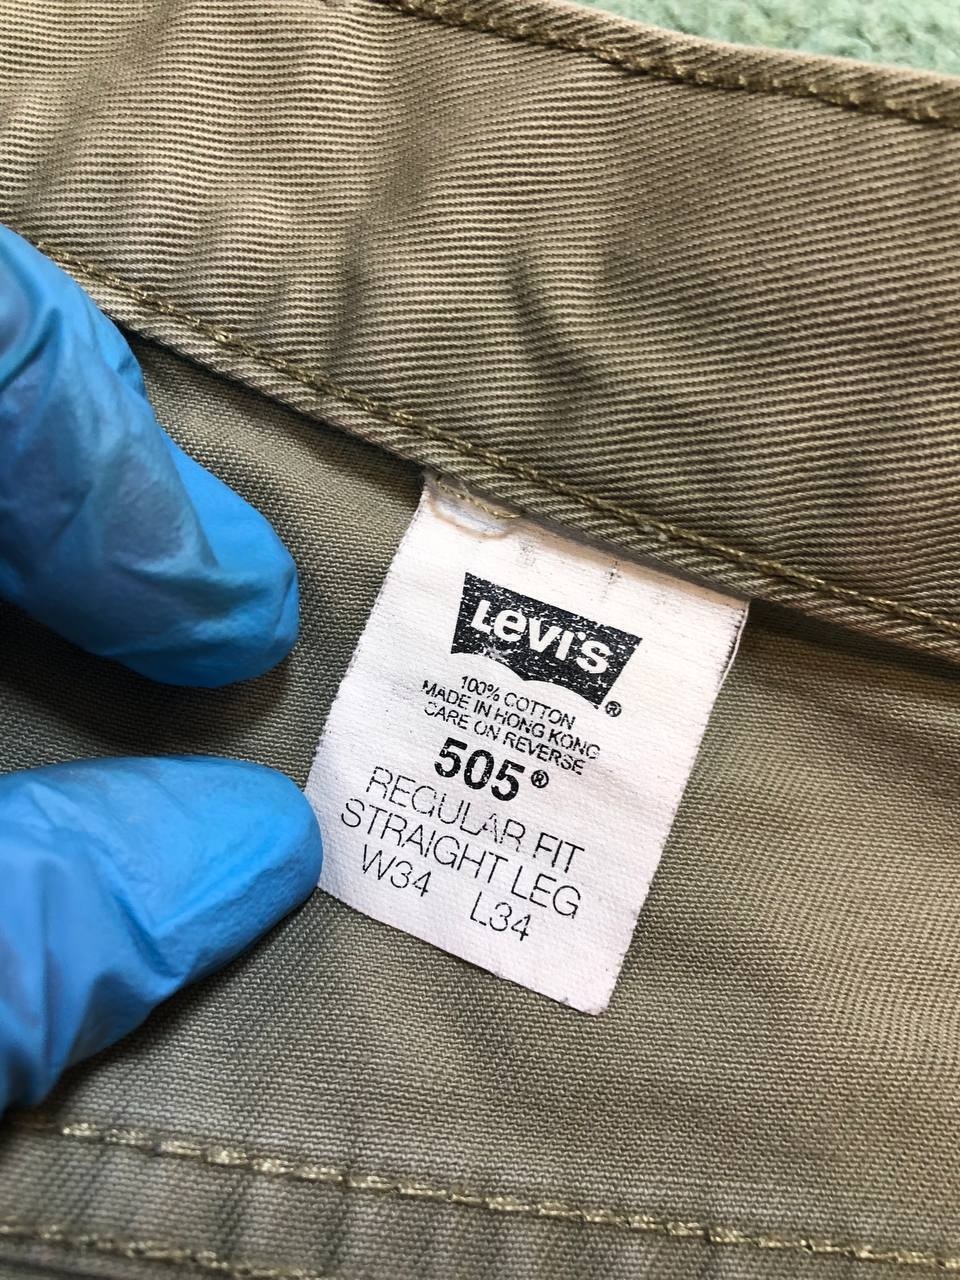 Levi's®
100% COTTON
MADE IN HONG KONG
CARE ON REVERSE
505®
REGULAR FIT
STRAIGHT LEG
W34 L34